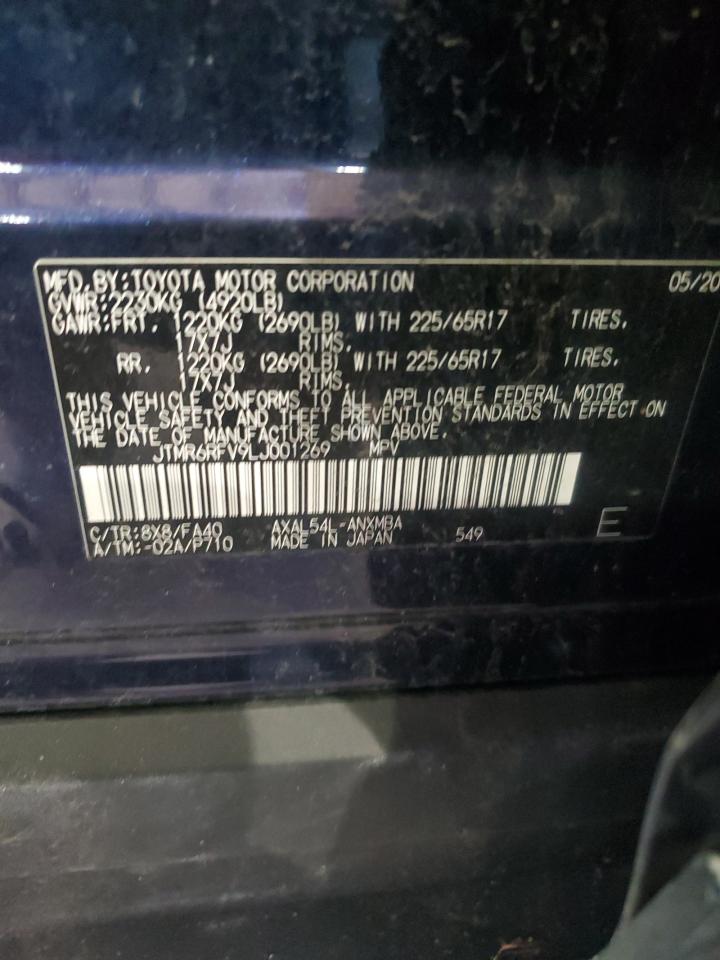 MFD.BY:TOYOTA MOTOR CORPORATION 05/20
GVWR:2230KG (4920LB)
GAWR:FRT. 1220KG (2690LB) WITH 225/65R17 TIRES,
17X7J RIMS,
RR. 1220KG (2690LB) WITH 225/65R17 TIRES,
17X7J RIMS.
THIS VEHICLE CONFORMS TO ALL APPLICABLE FEDERAL MOTOR
VEHICLE SAFETY AND THEFT PREVENTION STANDARDS IN EFFECT ON
THE DATE OF MANUFACTURE SHOWN ABOVE.
JTMR6RFV9LJ001269 MPV
C/TR:8X8/FA40 AXAL54L-ANXMBA
A/TM:-02A/P710 MADE IN JAPAN 549 E